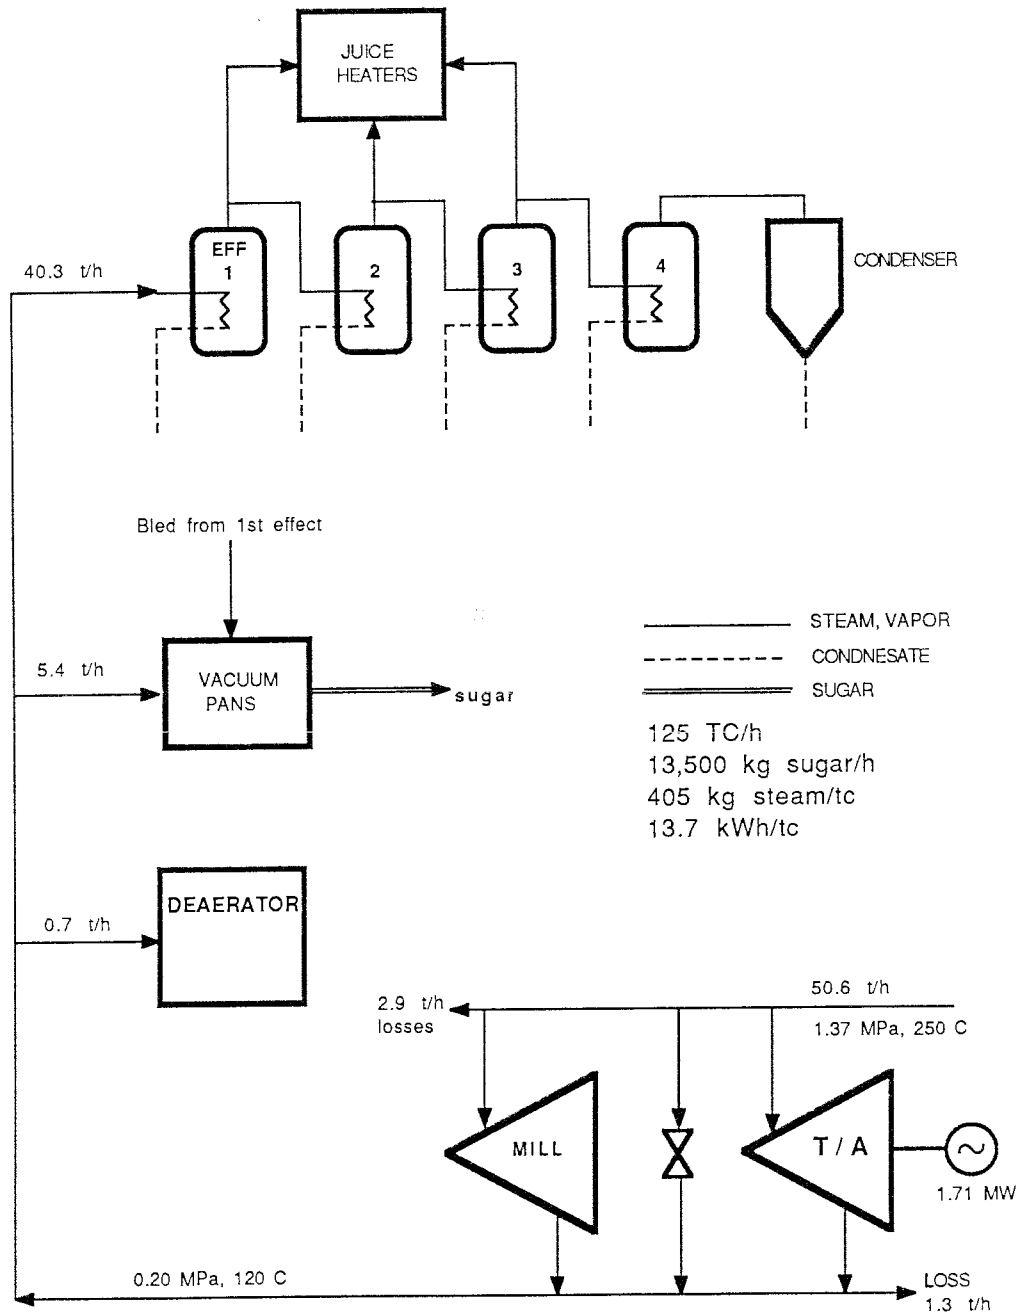 JUICE
HEATERS
EFF
1
2
3
4
40.3 t/h
CONDENSER
Bled from 1st effect
5.4 t/h
VACUUM
PANS
sugar
STEAM, VAPOR
CONDNESATE
SUGAR
125 TC/h
13,500 kg sugar/h
405 kg steam/tc
13.7 kWh/tc
DEAERATOR
0.7 t/h
50.6 t/h
2.9 t/h
losses
1.37 MPa, 250 C
MILL
T / A
1.71 MW
0.20 MPa, 120 C
LOSS
1.3 t/h